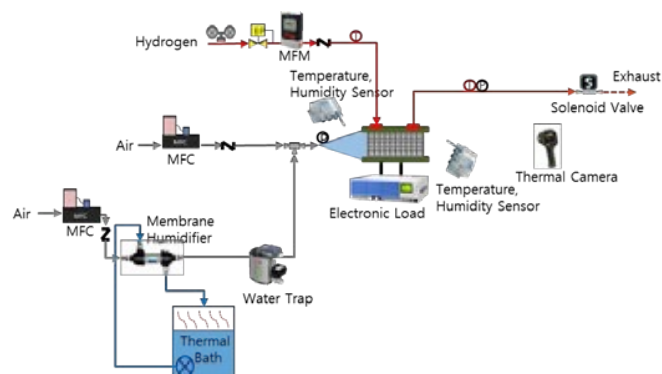 Hydrogen
EP
MFM
T
Temperature,
Humidity Sensor
T
P
S
Exhaust
Solenoid Valve
Air
MFC
P
Thermal Camera
Temperature,
Humidity Sensor
Electronic Load
Air
MFC
Membrane
Humidifier
Water Trap
Thermal
Bath